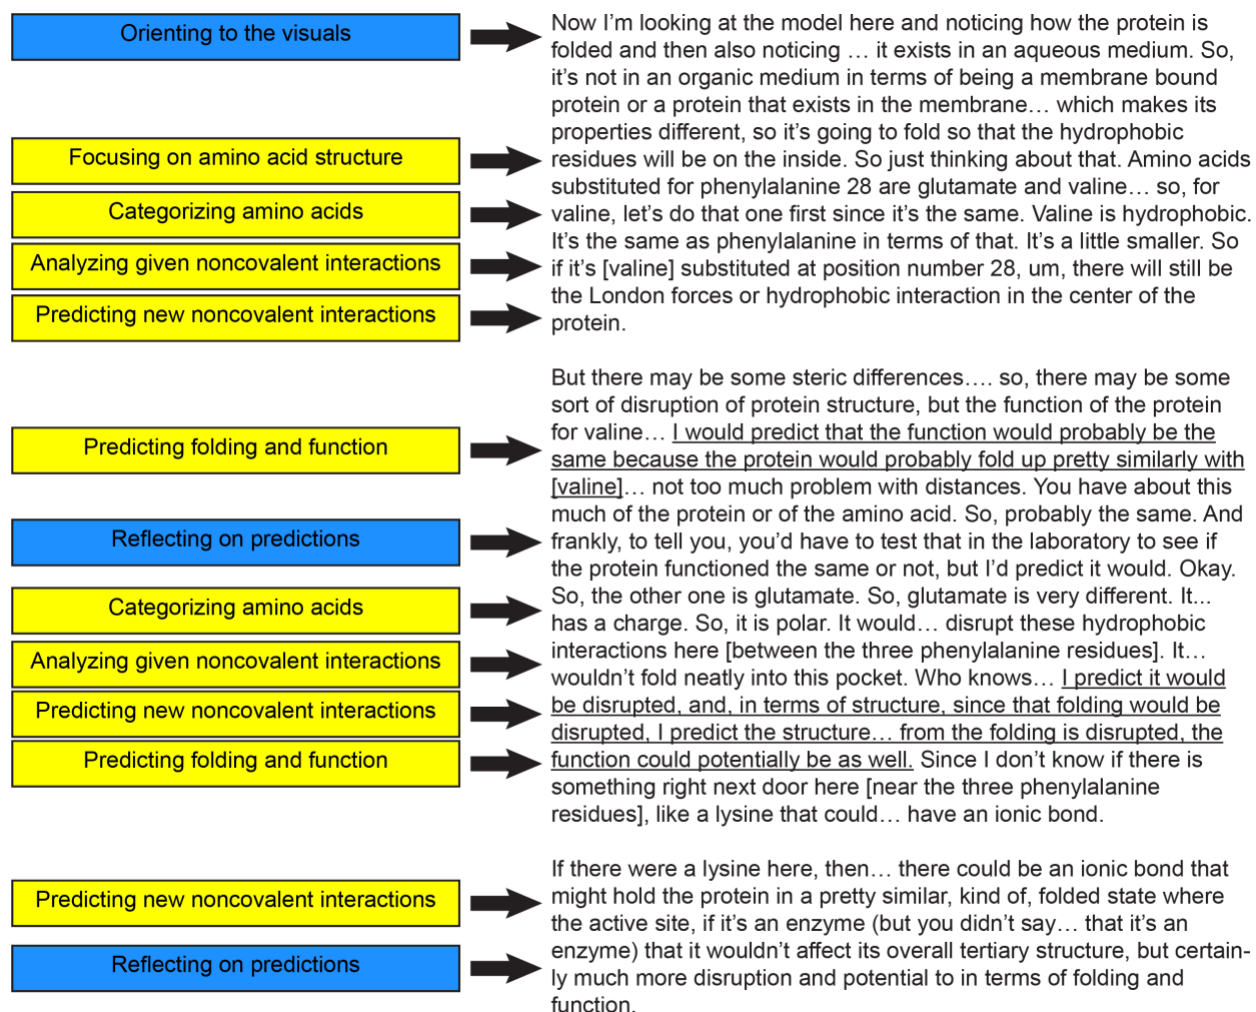 Orienting to the visuals
Focusing on amino acid structure
Categorizing amino acids
Analyzing given noncovalent interactions
Predicting new noncovalent interactions
Now I'm looking at the model here and noticing how the protein is
folded and then also noticing … it exists in an aqueous medium. So,
it's not in an organic medium in terms of being a membrane bound
protein or a protein that exists in the membrane… which makes its
properties different, so it's going to fold so that the hydrophobic
residues will be on the inside. So just thinking about that. Amino acids
substituted for phenylalanine 28 are glutamate and valine… so, for
valine, let's do that one first since it's the same. Valine is hydrophobic.
It's the same as phenylalanine in terms of that. It's a little smaller. So
if it's [valine] substituted at position number 28, um, there will still be
the London forces or hydrophobic interaction in the center of the
protein.
Predicting folding and function
Reflecting on predictions
Categorizing amino acids
Analyzing given noncovalent interactions
Predicting new noncovalent interactions
Predicting folding and function
But there may be some steric differences…. so, there may be some
sort of disruption of protein structure, but the function of the protein
for valine… I would predict that the function would probably be the
same because the protein would probably fold up pretty similarly with
[valine]… not too much problem with distances. You have about this
much of the protein or of the amino acid. So, probably the same. And
frankly, to tell you, you'd have to test that in the laboratory to see if
the protein functioned the same or not, but I'd predict it would. Okay.
So, the other one is glutamate. So, glutamate is very different. It...
has a charge. So, it is polar. It would… disrupt these hydrophobic
interactions here [between the three phenylalanine residues]. It…
wouldn't fold neatly into this pocket. Who knows… I predict it would
be disrupted, and, in terms of structure, since that folding would be
disrupted, I predict the structure… from the folding is disrupted, the
function could potentially be as well. Since I don't know if there is
something right next door here [near the three phenylalanine
residues], like a lysine that could… have an ionic bond.
Predicting new noncovalent interactions
Reflecting on predictions
If there were a lysine here, then… there could be an ionic bond that
might hold the protein in a pretty similar, kind of, folded state where
the active site, if it's an enzyme (but you didn't say… that it's an
enzyme) that it wouldn't affect its overall tertiary structure, but certain-
ly much more disruption and potential to in terms of folding and
function.